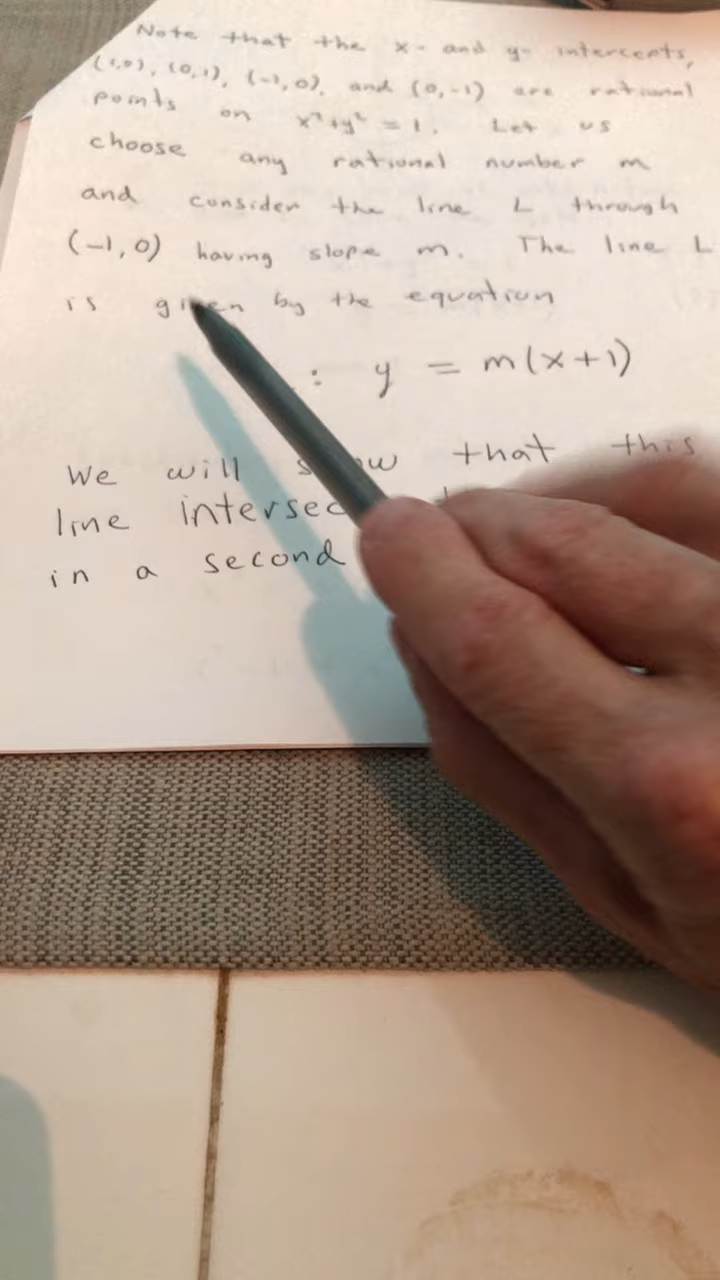 Note that the x- and y- intercepts,
(1,0), (0,1), (-1,0), and (0,-1) are rational
points on x²+y² = 1. Let us
choose any rational number m
and consider the line L through
(-1,0) having slope m. The line L
is given by the equation
: y = m(x+1)
We will show that this
line
in a second